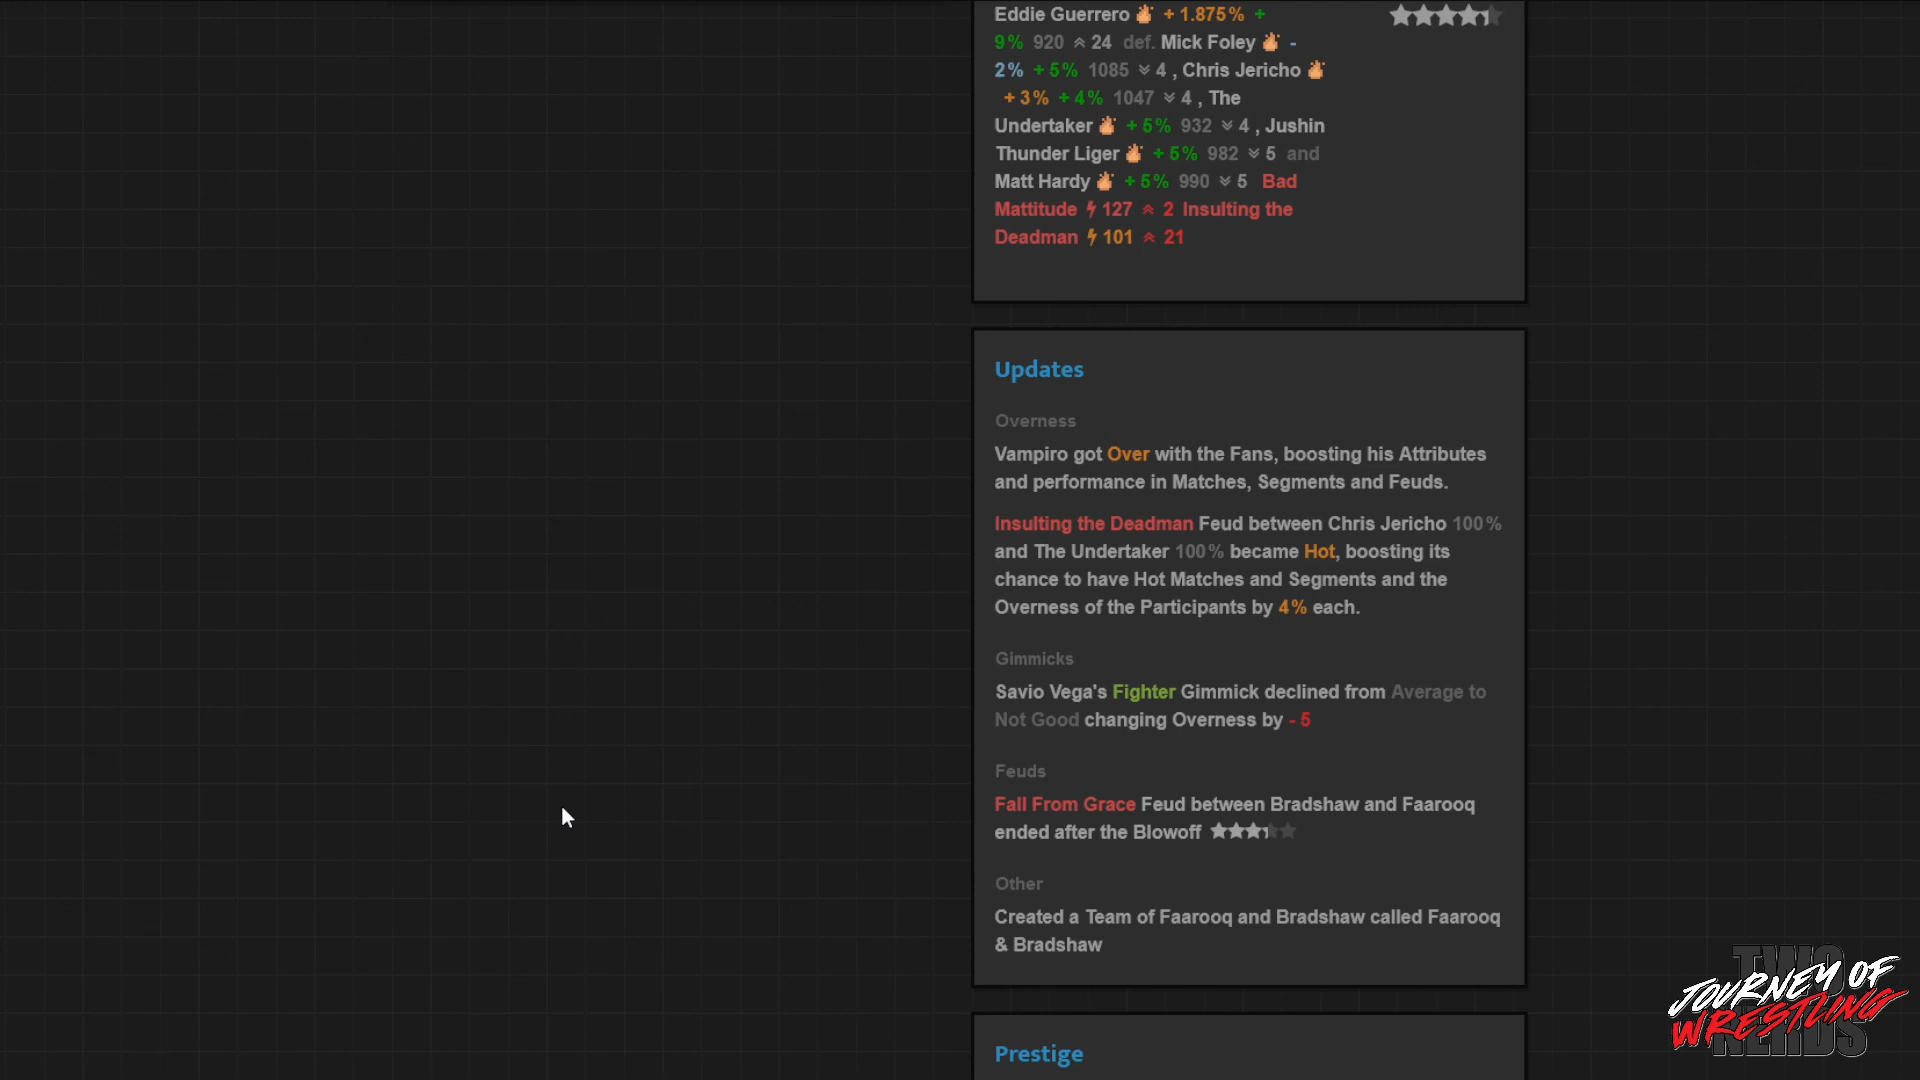 Eddie Guerrero + 1.875% +
9% 920 24 def. Mick Foley -
2% + 5% 1085 4 , Chris Jericho
+ 3% + 4% 1047 4 , The
Undertaker + 5% 932 4 , Jushin
Thunder Liger + 5% 982 5 and
Matt Hardy + 5% 990 5 Bad
Mattitude 127 2 Insulting the
Deadman 101 21
Updates
Overness
Vampiro got Over with the Fans, boosting his Attributes
and performance in Matches, Segments and Feuds.
Insulting the Deadman Feud between Chris Jericho 100%
and The Undertaker 100% became Hot, boosting its
chance to have Hot Matches and Segments and the
Overness of the Participants by 4% each.
Gimmicks
Savio Vega's Fighter Gimmick declined from Average to
Not Good changing Overness by - 5
Feuds
Fall From Grace Feud between Bradshaw and Faarooq
ended after the Blowoff
Other
Created a Team of Faarooq and Bradshaw called Faarooq
& Bradshaw
Prestige
TWO
JOURNEY OF
WRESTLING
NERDS